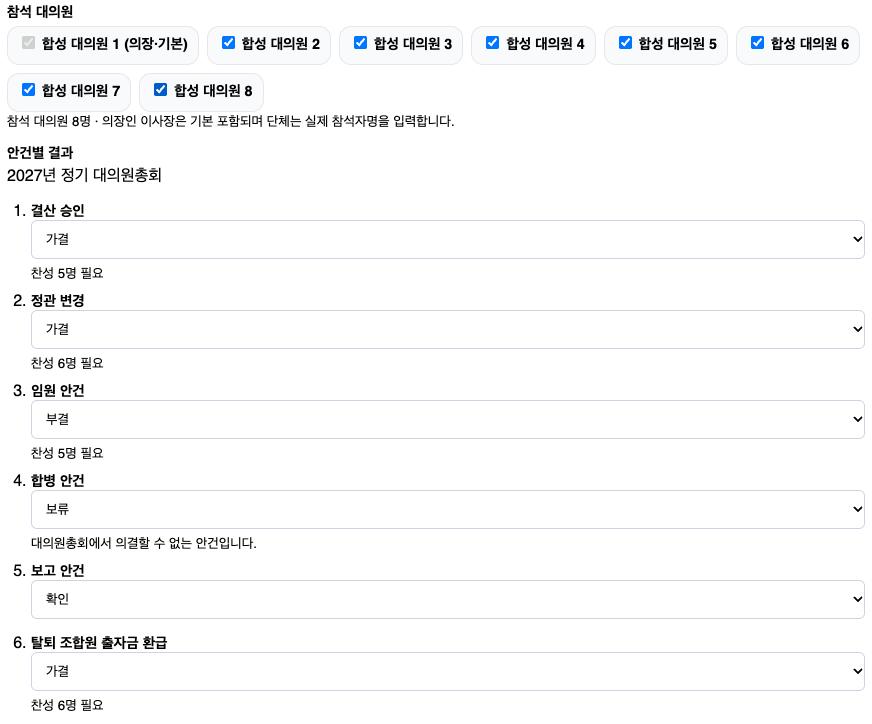 참석 대의원
합성 대의원 1 (의장·기본) 합성 대의원 2 합성 대의원 3 합성 대의원 4 합성 대의원 5 합성 대의원 6
합성 대의원 7 합성 대의원 8
참석 대의원 8명 · 의장인 이사장은 기본 포함되며 단체는 실제 참석자명을 입력합니다.
안건별 결과
2027년 정기 대의원총회
1. 결산 승인
가결
찬성 5명 필요
2. 정관 변경
가결
찬성 6명 필요
3. 임원 안건
부결
찬성 5명 필요
4. 합병 안건
보류
대의원총회에서 의결할 수 없는 안건입니다.
5. 보고 안건
확인
6. 탈퇴 조합원 출자금 환급
가결
찬성 6명 필요